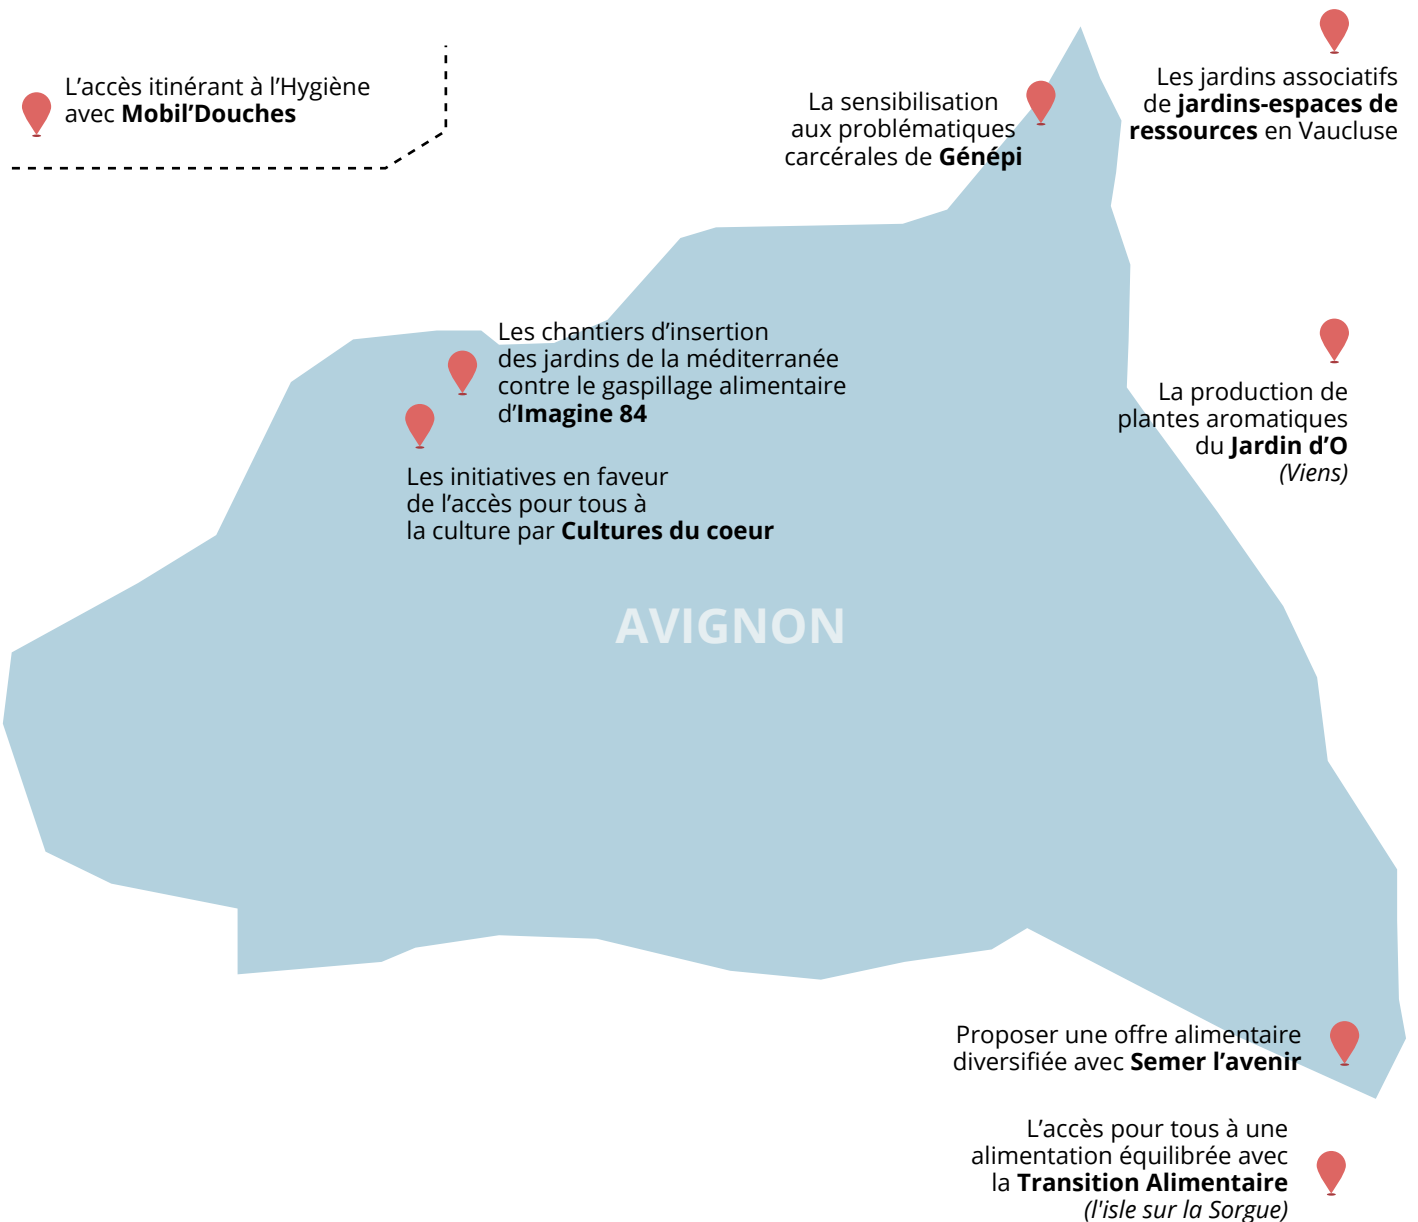 L’accès itinérant à l’Hygiène
avec Mobil’Douches
La sensibilisation
aux problématiques
carcérales de Génépi
Les jardins associatifs
de jardins-espaces de
ressources en Vaucluse
Les chantiers d’insertion
des jardins de la méditerranée
contre le gaspillage alimentaire
d’Imagine 84
La production de
plantes aromatiques
du Jardin d’O
(Viens)
Les initiatives en faveur
de l’accès pour tous à
la culture par Cultures du coeur
AVIGNON
Proposer une offre alimentaire
diversifiée avec Semer l’avenir
L’accès pour tous à une
alimentation équilibrée avec
la Transition Alimentaire
(l'isle sur la Sorgue)